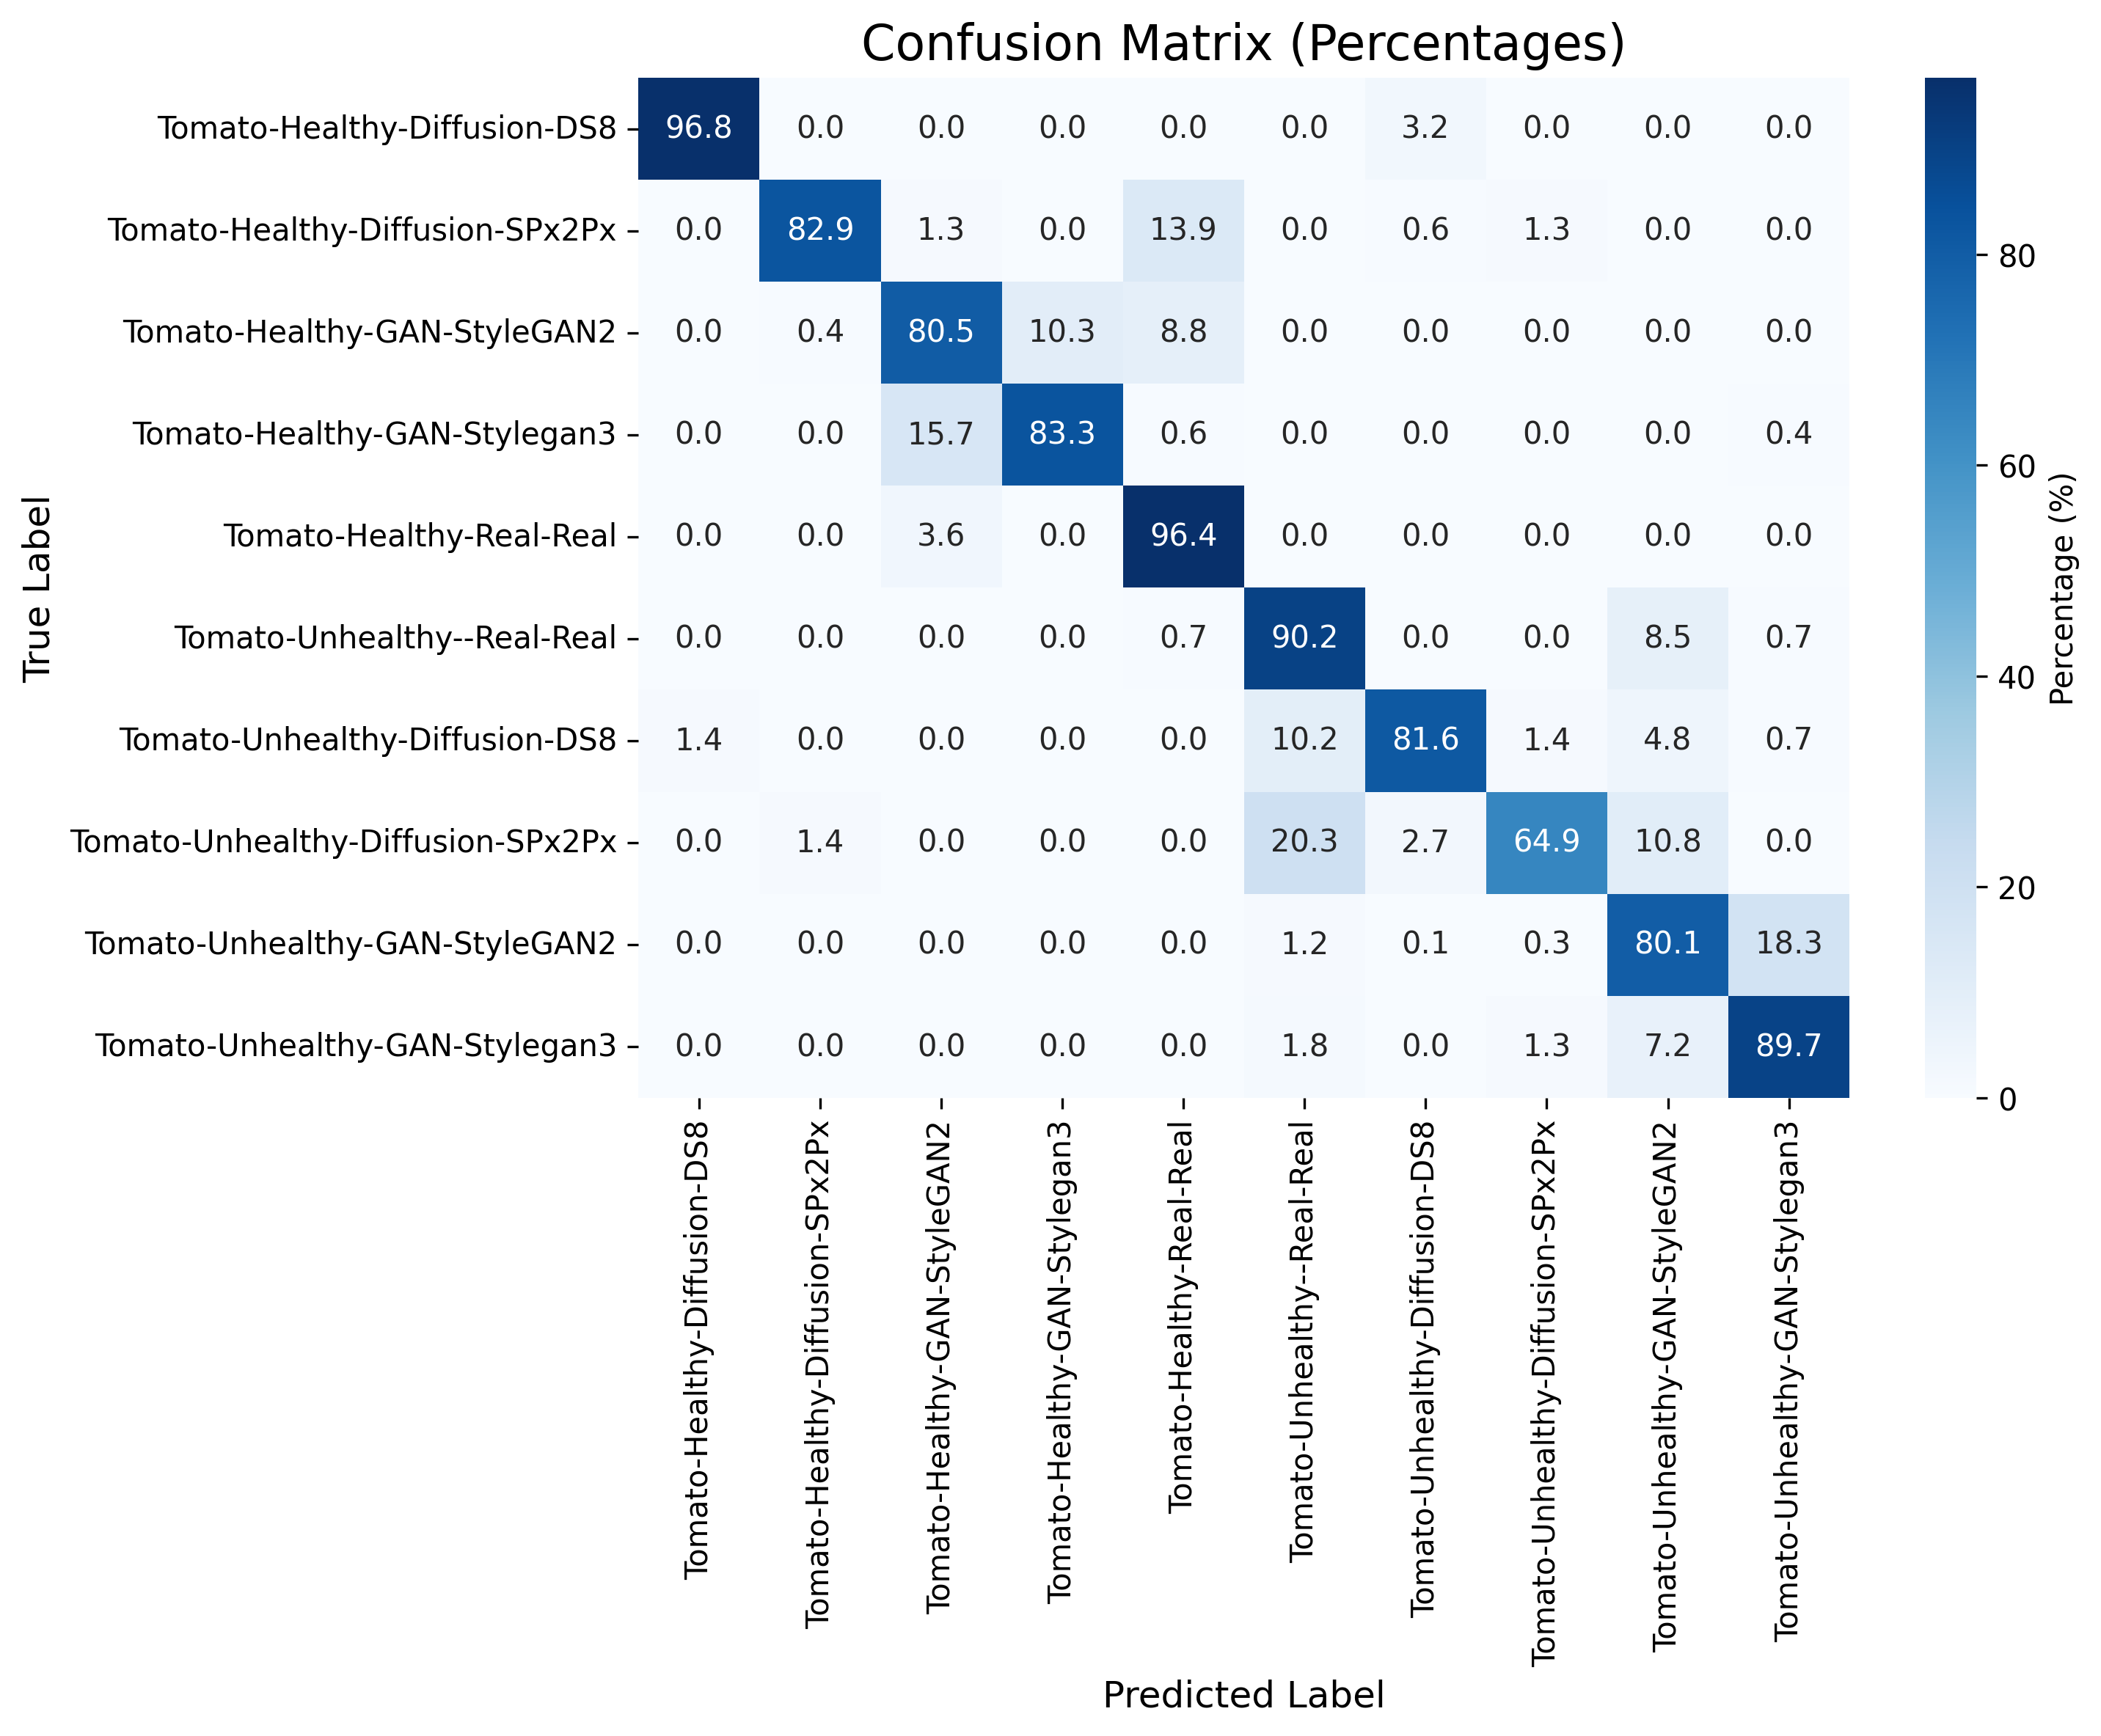 Confusion Matrix (Percentages)
True Label
Tomato-Healthy-Diffusion-DS8 96.8 0.0 0.0 0.0 0.0 0.0 3.2 0.0 0.0 0.0
Tomato-Healthy-Diffusion-SPx2Px 0.0 82.9 1.3 0.0 13.9 0.0 0.6 1.3 0.0 0.0
Tomato-Healthy-GAN-StyleGAN2 0.0 0.4 80.5 10.3 8.8 0.0 0.0 0.0 0.0 0.0
Tomato-Healthy-GAN-Stylegan3 0.0 0.0 15.7 83.3 0.6 0.0 0.0 0.0 0.0 0.4
Tomato-Healthy-Real-Real 0.0 0.0 3.6 0.0 96.4 0.0 0.0 0.0 0.0 0.0
Tomato-Unhealthy--Real-Real 0.0 0.0 0.0 0.0 0.7 90.2 0.0 0.0 8.5 0.7
Tomato-Unhealthy-Diffusion-DS8 1.4 0.0 0.0 0.0 0.0 10.2 81.6 1.4 4.8 0.7
Tomato-Unhealthy-Diffusion-SPx2Px 0.0 1.4 0.0 0.0 0.0 20.3 2.7 64.9 10.8 0.0
Tomato-Unhealthy-GAN-StyleGAN2 0.0 0.0 0.0 0.0 0.0 1.2 0.1 0.3 80.1 18.3
Tomato-Unhealthy-GAN-Stylegan3 0.0 0.0 0.0 0.0 0.0 1.8 0.0 1.3 7.2 89.7
Tomato-Healthy-Diffusion-DS8
Tomato-Healthy-Diffusion-SPx2Px
Tomato-Healthy-GAN-StyleGAN2
Tomato-Healthy-GAN-Stylegan3
Tomato-Healthy-Real-Real
Tomato-Unhealthy--Real-Real
Tomato-Unhealthy-Diffusion-DS8
Tomato-Unhealthy-Diffusion-SPx2Px
Tomato-Unhealthy-GAN-StyleGAN2
Tomato-Unhealthy-GAN-Stylegan3
Predicted Label
80
60
40
20
0
Percentage (%)